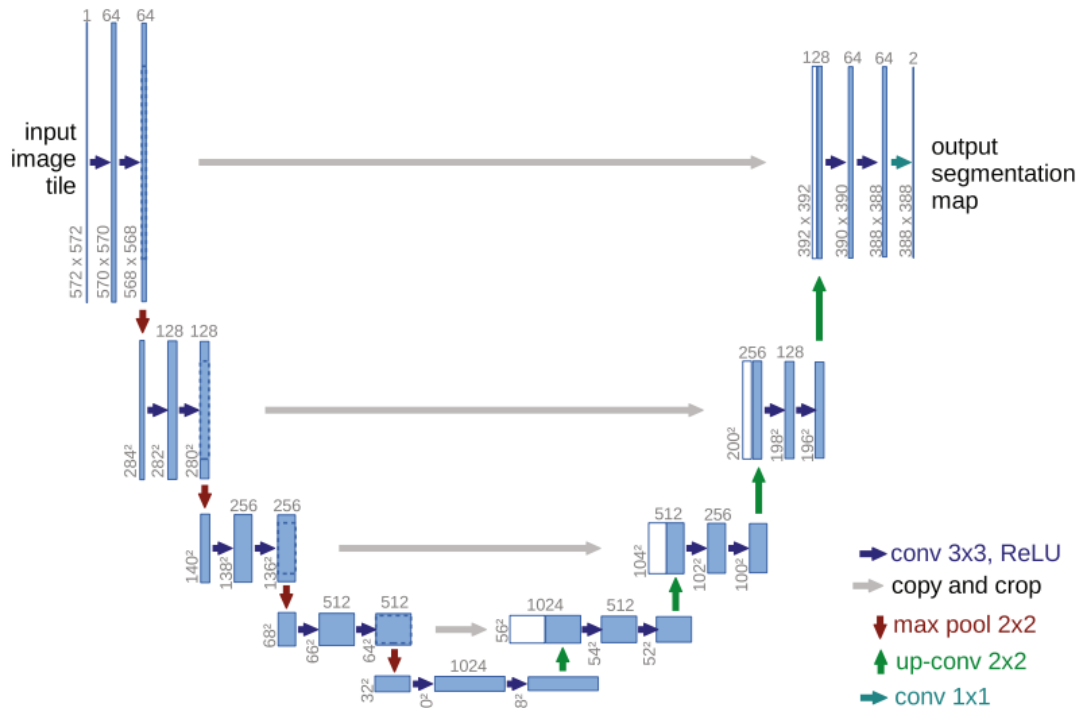 1 64 64
input
image
tile
572 x 572
570 x 570
568 x 568
128 64 64 2
output
segmentation
map
392 x 392
390 x 390
388 x 388
388 x 388
128 128
284²
282²
280²
256 128
200²
198²
196²
256 256
140²
138²
136²
512 256
104²
102²
100²
512 512
68²
66²
64²
1024 512
56²
54²
52²
1024
32²
0²
8²
conv 3x3, ReLU
copy and crop
max pool 2x2
up-conv 2x2
conv 1x1